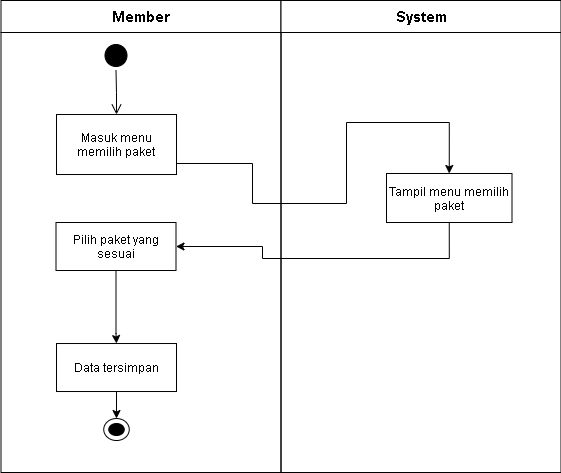 Member
System
Masuk menu
memilih paket
Tampil menu memilih
paket
Pilih paket yang
sesuai
Data tersimpan